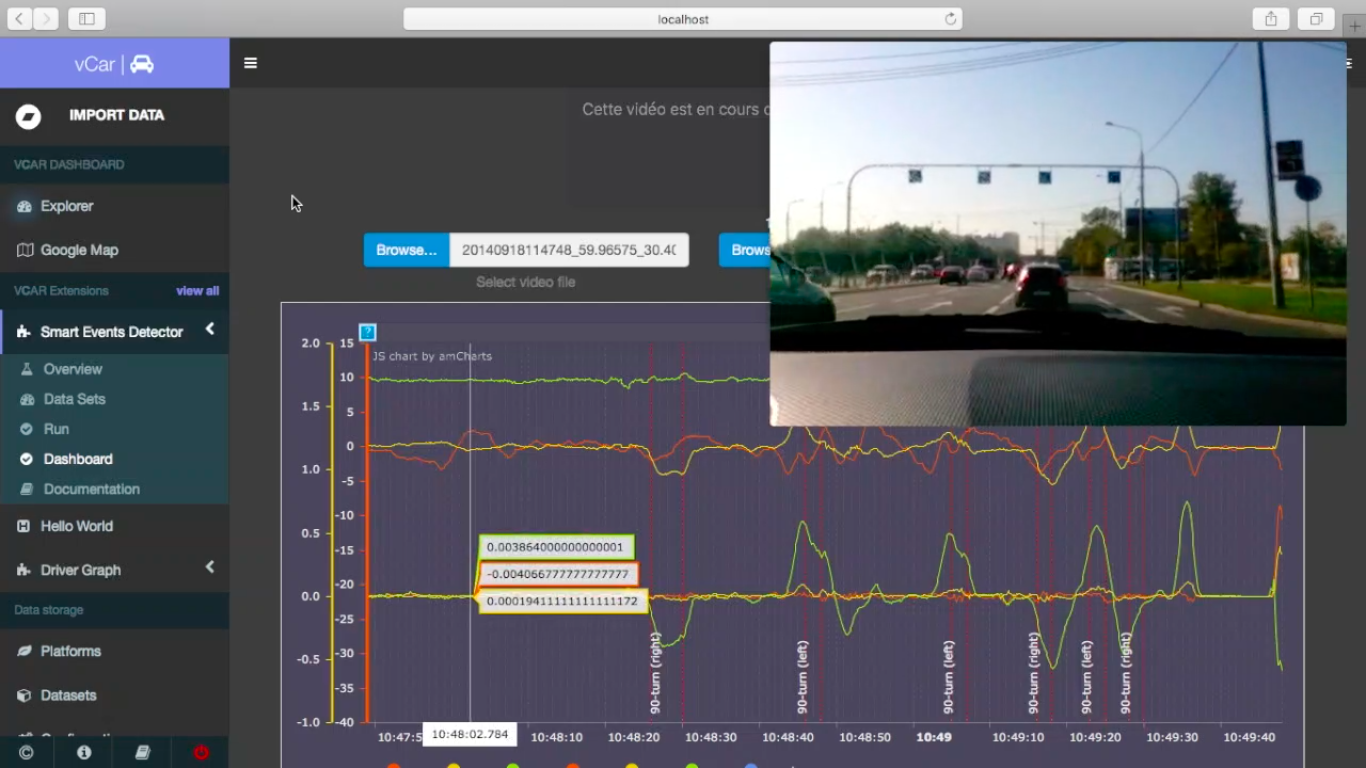 localhost
vCar |
IMPORT DATA
Cette vidéo est en cours
VCAR DASHBOARD
Explorer
Google Map
VCAR Extensions view all
Smart Events Detector
Overview
Data Sets
Run
Dashboard
Documentation
Hello World
Driver Graph
Data storage
Platforms
Datasets
Browse... 20140918114748_59.96575_30.40
Brows
Select video file
?
JS chart by amCharts
2.0 15
10
1.5 5
0
1.0 -5
-10
0.5 -15
-20
0.0 -25
-0.5 -30
-35
-1.0 -40
0.003864000000000001
-0.004066777777777777
0.00019411111111111172
90-turn (right)
90-turn (left)
90-turn (left)
90-turn (right)
90-turn (left)
90-turn (right)
10:47:5 10:48:02.784 10:48:10 10:48:20 10:48:30 10:48:40 10:48:50 10:49 10:49:10 10:49:20 10:49:30 10:49:40